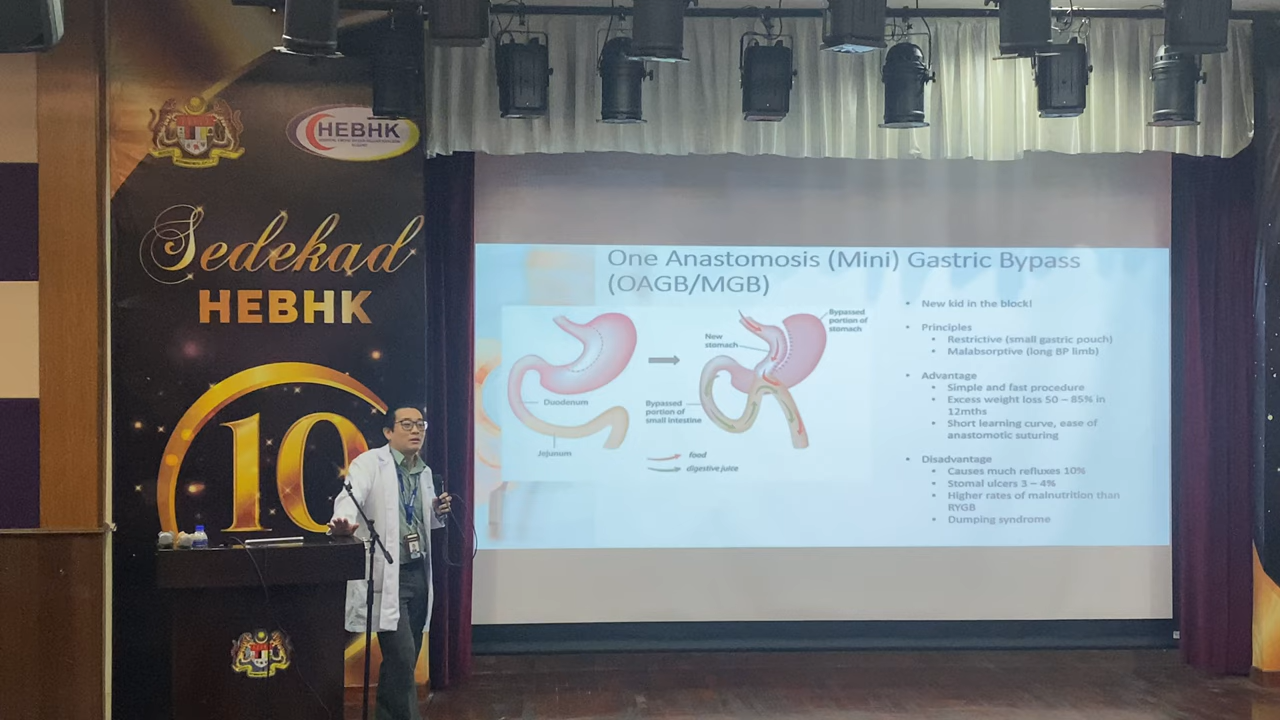 HEBHK
Sedekad
HEBHK
10
One Anastomosis (Mini) Gastric Bypass
(OAGB/MGB)
Duodenum
Jejunum
New
stomach
Bypassed
portion of
stomach
Bypassed
portion of
small intestine
food
digestive juice
• New kid in the block!
• Principles
• Restrictive (small gastric pouch)
• Malabsorptive (long BP limb)
• Advantage
• Simple and fast procedure
• Excess weight loss 50 – 85% in
12mths
• Short learning curve, ease of
anastomotic suturing
• Disadvantage
• Causes much refluxes 10%
• Stomal ulcers 3 – 4%
• Higher rates of malnutrition than
RYGB
• Dumping syndrome